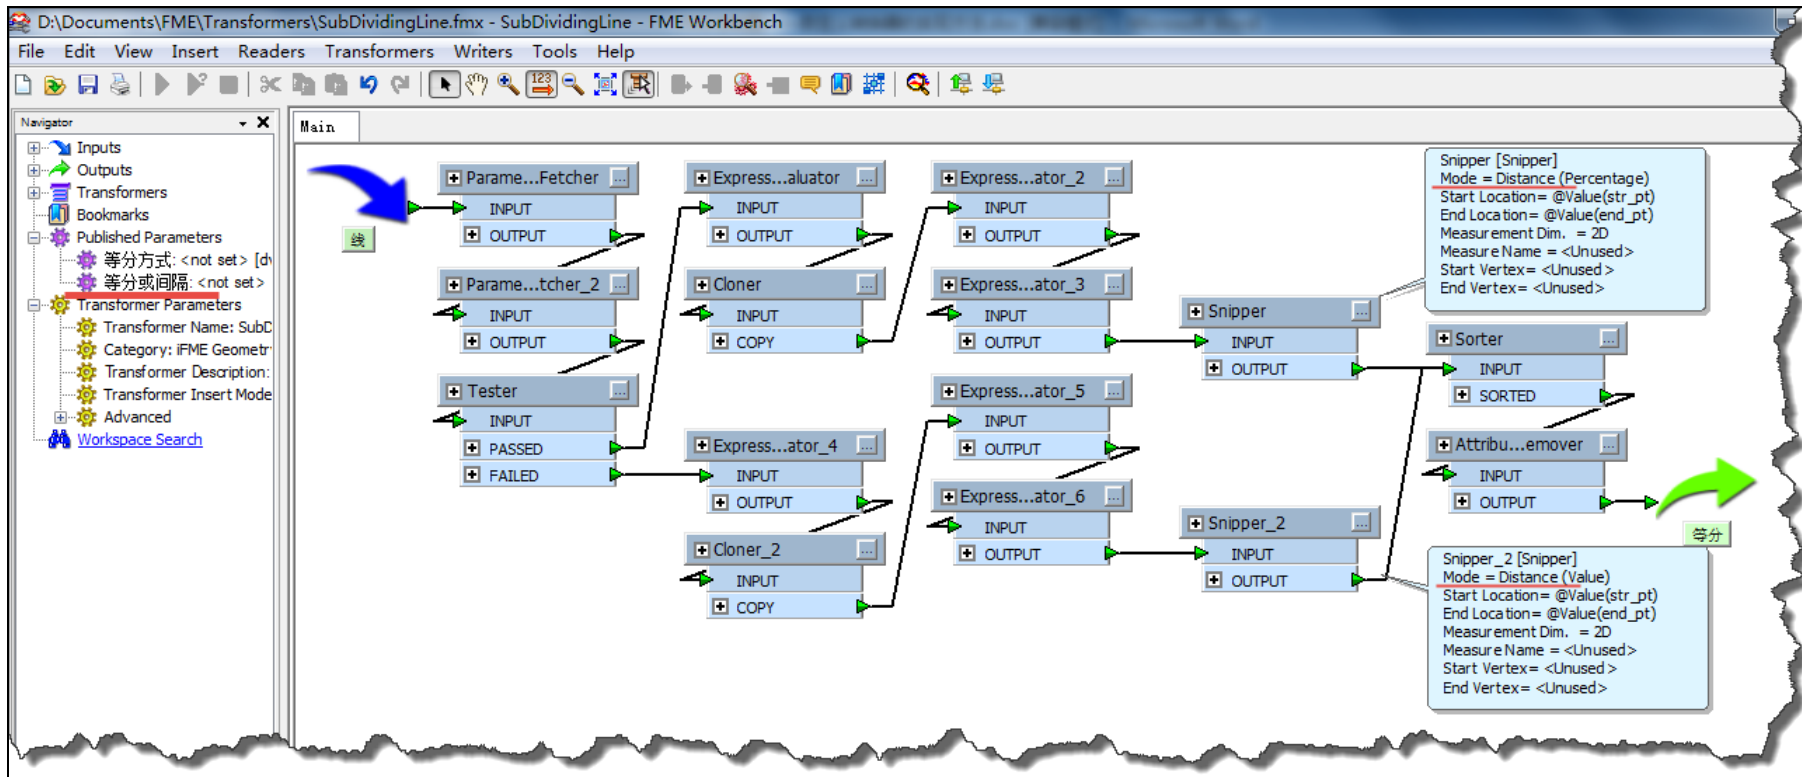 D:\Documents\FME\Transformers\SubDividingLine.fmx - SubDividingLine - FME Workbench
File Edit View Insert Readers Transformers Writers Tools Help
123
Navigator
Inputs
Outputs
Transformers
Bookmarks
Published Parameters
等分方式: <not set> [dv
等分或间隔: <not set>
Transformer Parameters
Transformer Name: SubD
Category: iFME Geometr
Transformer Description:
Transformer Insert Mode
Advanced
Workspace Search
Main
线
Parame...Fetcher ...
INPUT
OUTPUT
Parame...tcher_2 ...
INPUT
OUTPUT
Tester ...
INPUT
PASSED
FAILED
Express...aluator ...
INPUT
OUTPUT
Cloner ...
INPUT
COPY
Express...ator_4 ...
INPUT
OUTPUT
Cloner_2 ...
INPUT
COPY
Express...ator_2 ...
INPUT
OUTPUT
Express...ator_3 ...
INPUT
OUTPUT
Express...ator_5 ...
INPUT
OUTPUT
Express...ator_6 ...
INPUT
OUTPUT
Snipper ...
INPUT
OUTPUT
Snipper_2 ...
INPUT
OUTPUT
Snipper [Snipper]
Mode = Distance (Percentage)
Start Location= @Value(str_pt)
End Location= @Value(end_pt)
Measurement Dim. = 2D
Measure Name = <Unused>
Start Vertex= <Unused>
End Vertex= <Unused>
Sorter ...
INPUT
SORTED
Attribu...emover ...
INPUT
OUTPUT
等分
Snipper_2 [Snipper]
Mode = Distance (Value)
Start Location= @Value(str_pt)
End Location= @Value(end_pt)
Measurement Dim. = 2D
Measure Name = <Unused>
Start Vertex= <Unused>
End Vertex= <Unused>